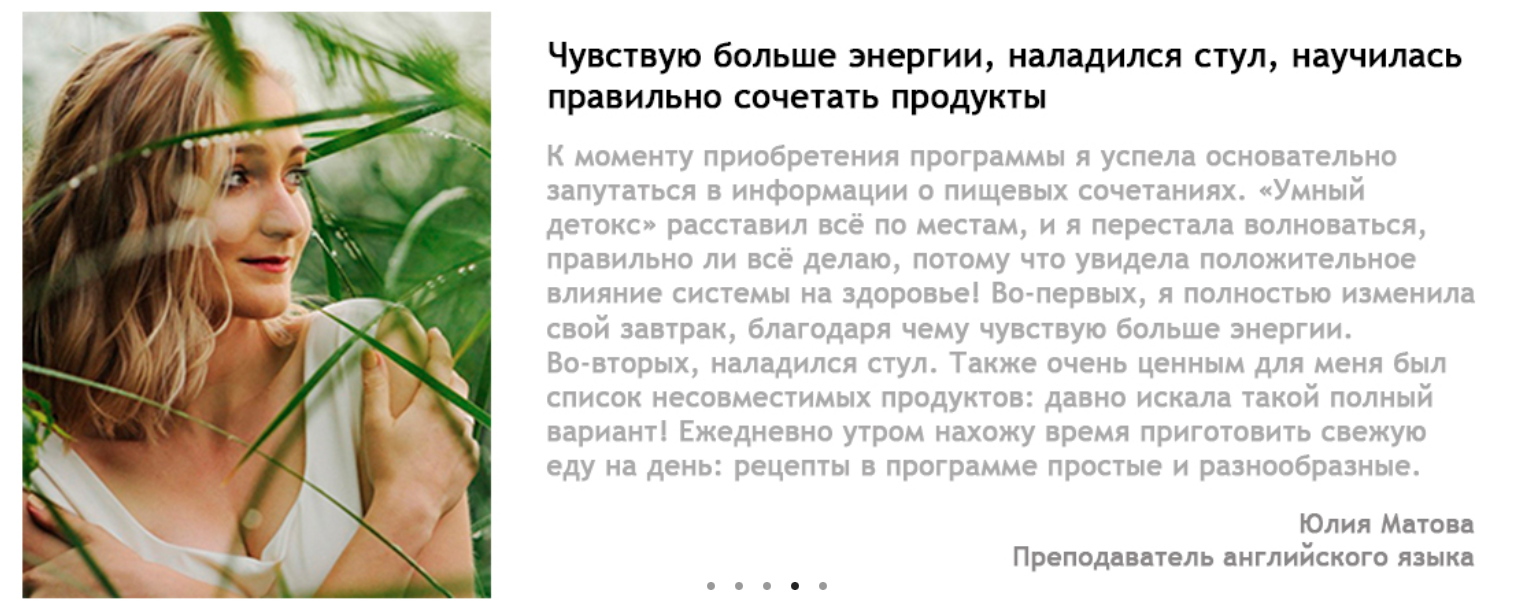 Чувствую больше энергии, наладился стул, научилась
правильно сочетать продукты
К моменту приобретения программы я успела основательно
запутаться в информации о пищевых сочетаниях. «Умный
детокс» расставил всё по местам, и я перестала волноваться,
правильно ли всё делаю, потому что увидела положительное
влияние системы на здоровье! Во-первых, я полностью изменила
свой завтрак, благодаря чему чувствую больше энергии.
Во-вторых, наладился стул. Также очень ценным для меня был
список несовместимых продуктов: давно искала такой полный
вариант! Ежедневно утром нахожу время приготовить свежую
еду на день: рецепты в программе простые и разнообразные.
Юлия Матова
Преподаватель английского языка